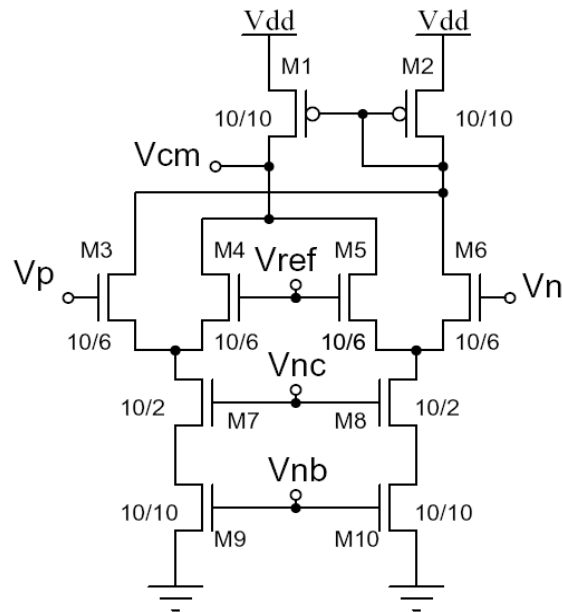 Vdd Vdd
M1 M2
10/10 10/10
Vcm
M3 M4 M5 M6
Vp Vref Vn
10/6 10/6 10/6 10/6
Vnc
10/2 M7 M8 10/2
Vnb
10/10 M9 M10 10/10